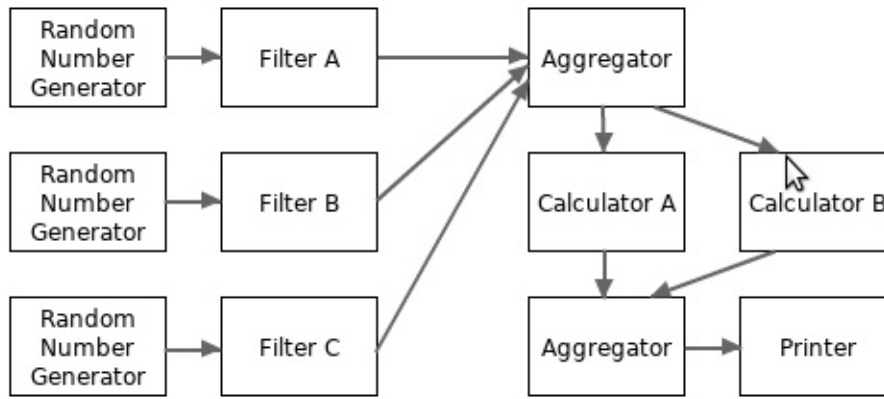 Random
Number
Generator
Filter A
Aggregator
Random
Number
Generator
Filter B
Calculator A
Calculator B
Random
Number
Generator
Filter C
Aggregator
Printer